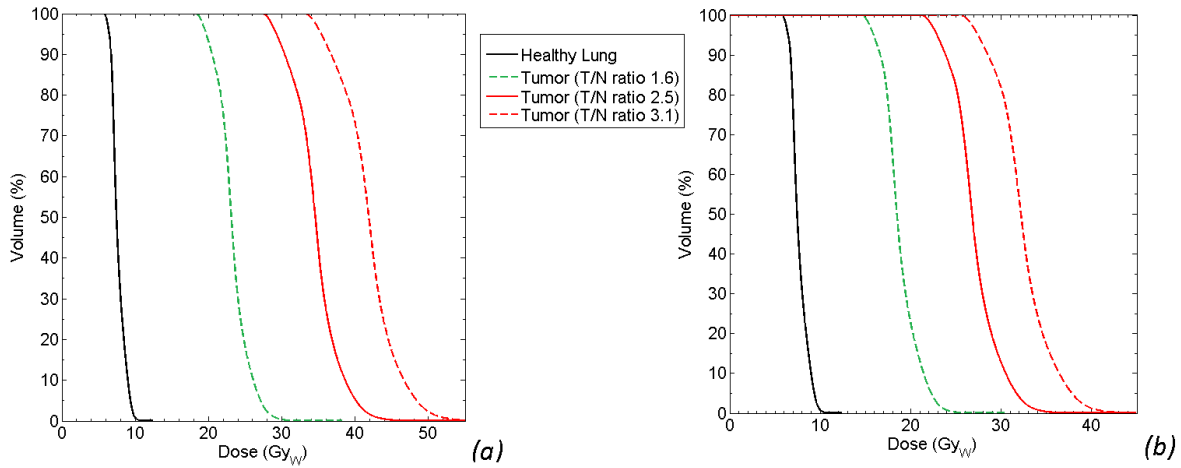 100
90
80
70
60
50
40
30
20
10
0
Volume (%)
0 10 20 30 40 50
Dose (Gy_W)
(a)
Healthy Lung
Tumor (T/N ratio 1.6)
Tumor (T/N ratio 2.5)
Tumor (T/N ratio 3.1)
100
90
80
70
60
50
40
30
20
10
0
Volume (%)
0 10 20 30 40
Dose (Gy_W)
(b)